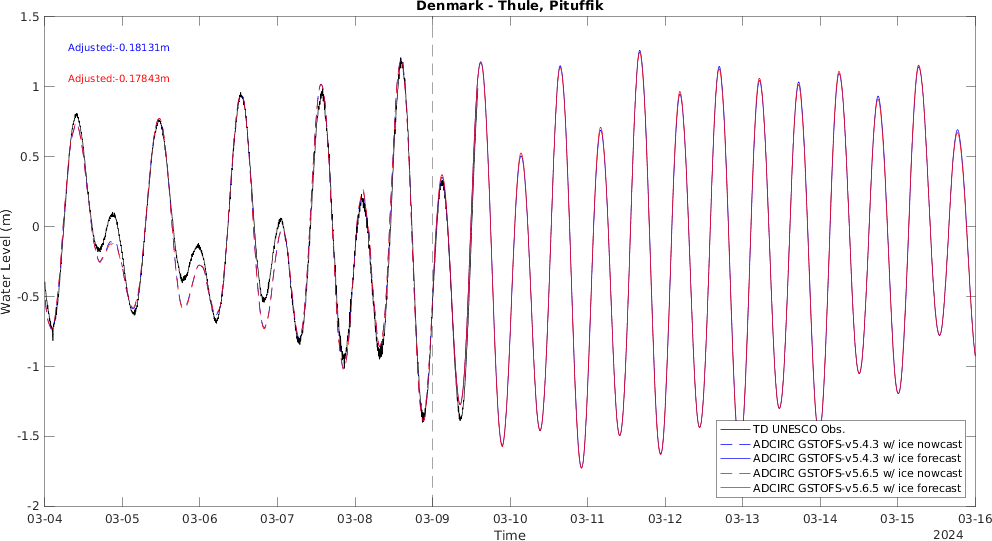 Denmark - Thule, Pituffik
Adjusted:-0.18131m
Adjusted:-0.17843m
1.5
1
0.5
0
-0.5
-1
-1.5
-2
Water Level (m)
TD UNESCO Obs.
ADCIRC GSTOFS-v5.4.3 w/ ice nowcast
ADCIRC GSTOFS-v5.4.3 w/ ice forecast
ADCIRC GSTOFS-v5.6.5 w/ ice nowcast
ADCIRC GSTOFS-v5.6.5 w/ ice forecast
03-04 03-05 03-06 03-07 03-08 03-09 03-10 03-11 03-12 03-13 03-14 03-15 03-16
Time
2024